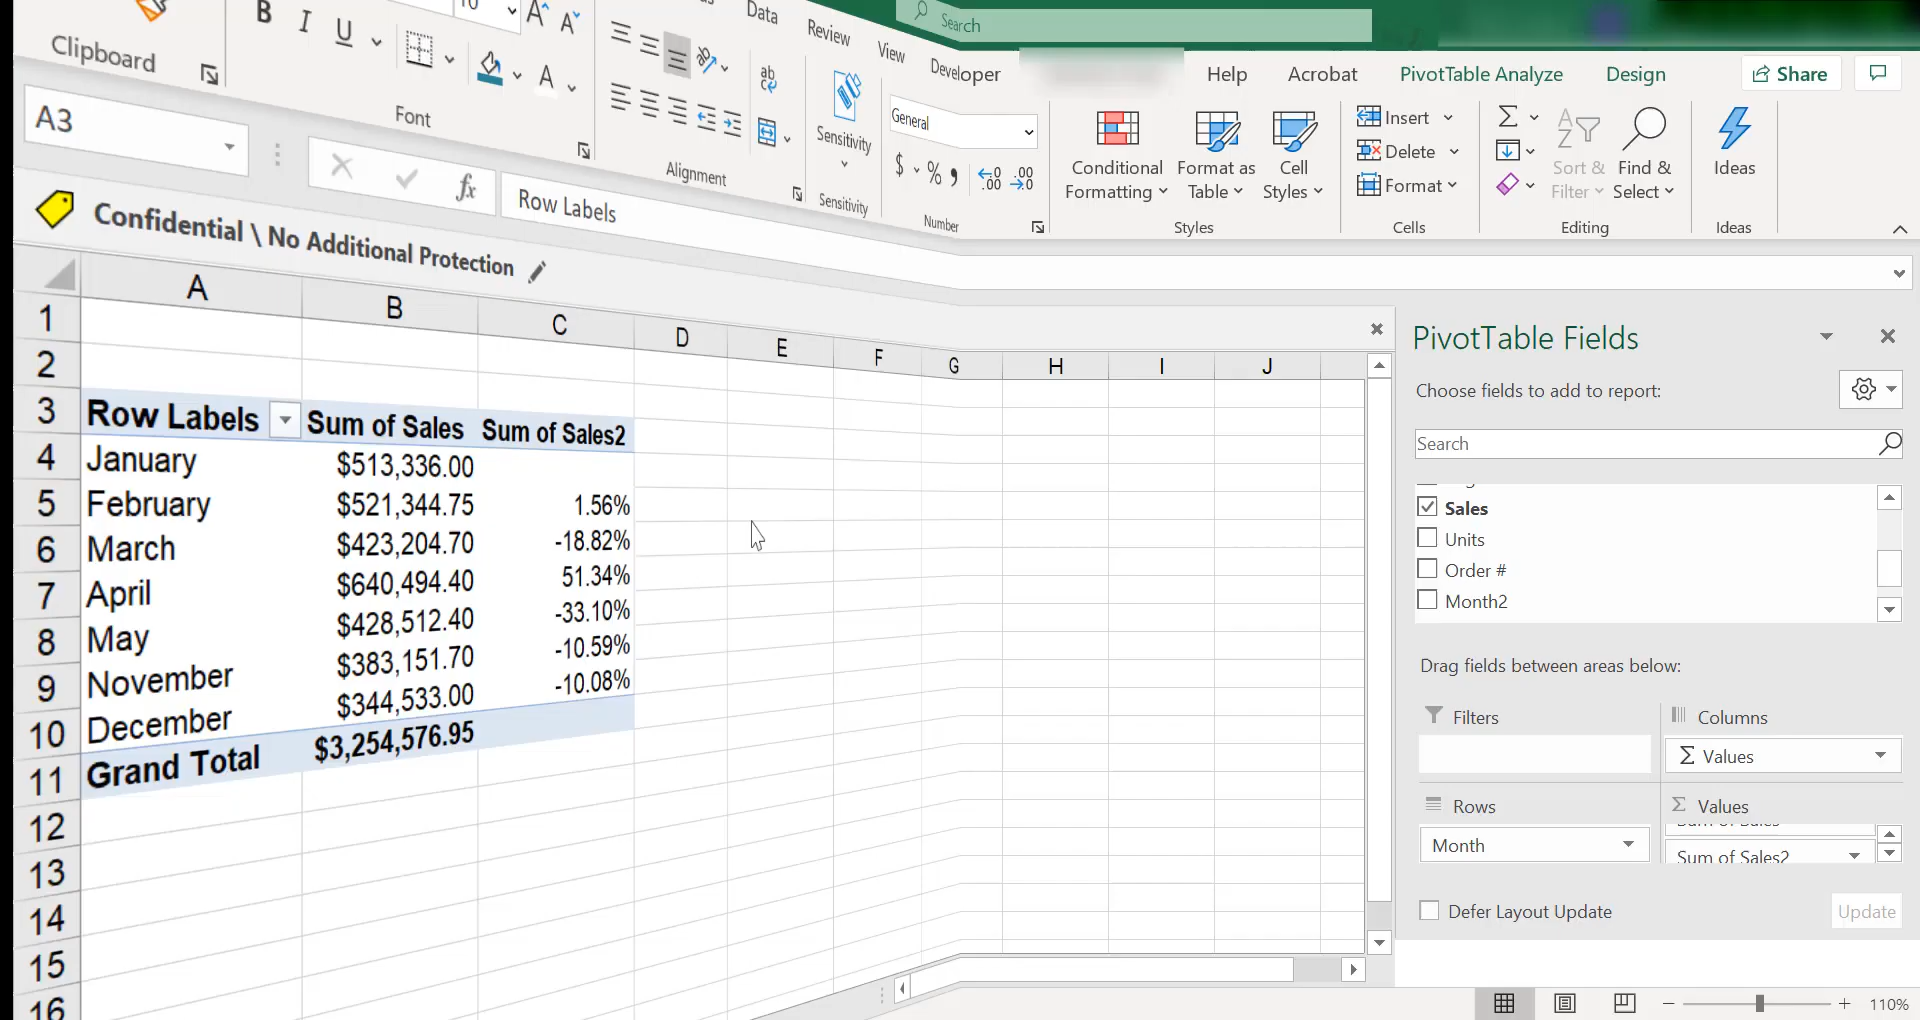 Data
Review
View
Developer
Search
Help
Acrobat
PivotTable Analyze
Design
Share
B I U
A
Clipboard
Font
Alignment
Sensitivity
Sensitivity
General
$ % ,
Number
Conditional Formatting
Format as Table
Cell Styles
Styles
Insert
Delete
Format
Cells
Sort & Filter
Find & Select
Editing
Ideas
Ideas
A3
fx
Row Labels
Confidential \ No Additional Protection
A B C D E F G H I J
1
2
3 Row Labels Sum of Sales Sum of Sales2
4 January $513,336.00
5 February $521,344.75 1.56%
6 March $423,204.70 -18.82%
7 April $640,494.40 51.34%
8 May $428,512.40 -33.10%
9 November $383,151.70 -10.59%
10 December $344,533.00 -10.08%
11 Grand Total $3,254,576.95
12
13
14
15
16
PivotTable Fields
Choose fields to add to report:
Search
Sales
Units
Order #
Month2
Drag fields between areas below:
Filters
Columns
Σ Values
Rows
Σ Values
Month
Sum of Sales2
Defer Layout Update
Update
110%